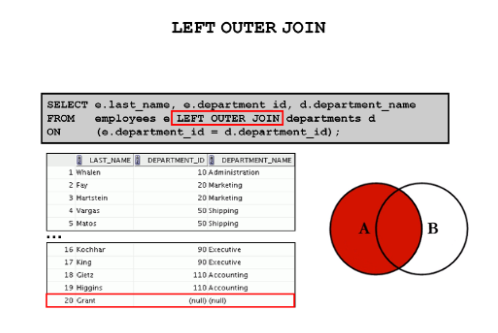 LEFT OUTER JOIN
SELECT e.last_name, e.department_id, d.department_name
FROM employees e LEFT OUTER JOIN departments d
ON (e.department_id = d.department_id);
LAST_NAME DEPARTMENT_ID DEPARTMENT_NAME
1 Whalen 10 Administration
2 Fay 20 Marketing
3 Hartstein 20 Marketing
4 Vargas 50 Shipping
5 Matos 50 Shipping
...
16 Kochhar 90 Executive
17 King 90 Executive
18 Gietz 110 Accounting
19 Higgins 110 Accounting
20 Grant (null) (null)
A B